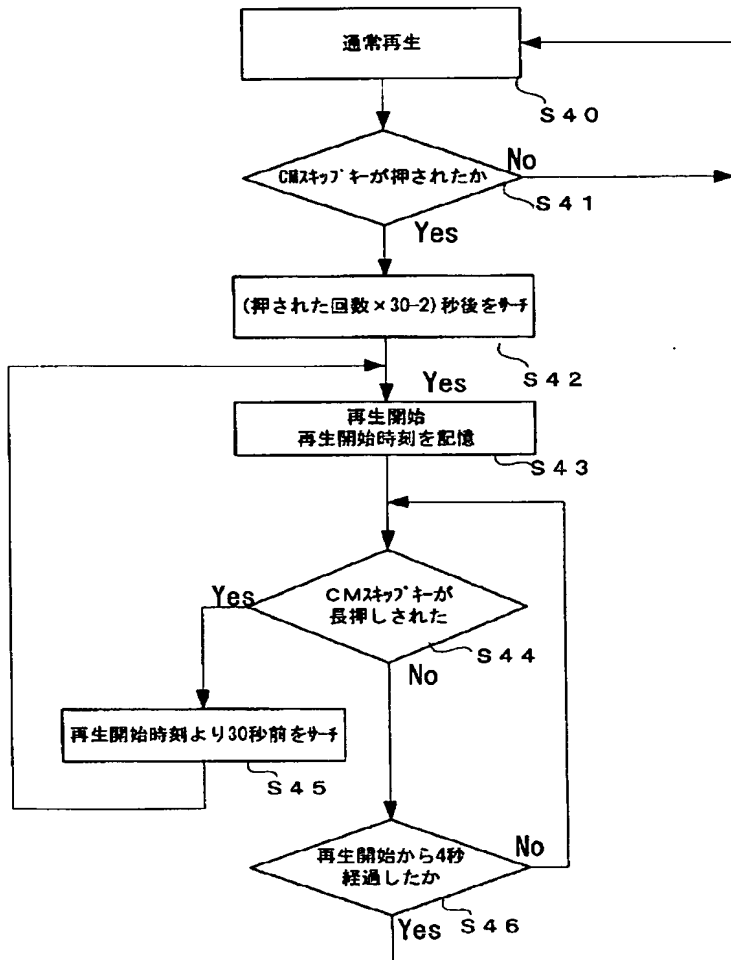 通常再生
S40
CMスキップキーが押されたか
No
S41
Yes
(押された回数×30-2)秒後をサーチ
S42
Yes
再生開始
再生開始時刻を記憶
S43
CMスキップキーが
長押しされた
Yes
S44
No
再生開始時刻より30秒前をサーチ
S45
再生開始から4秒
経過したか
No
S46
Yes